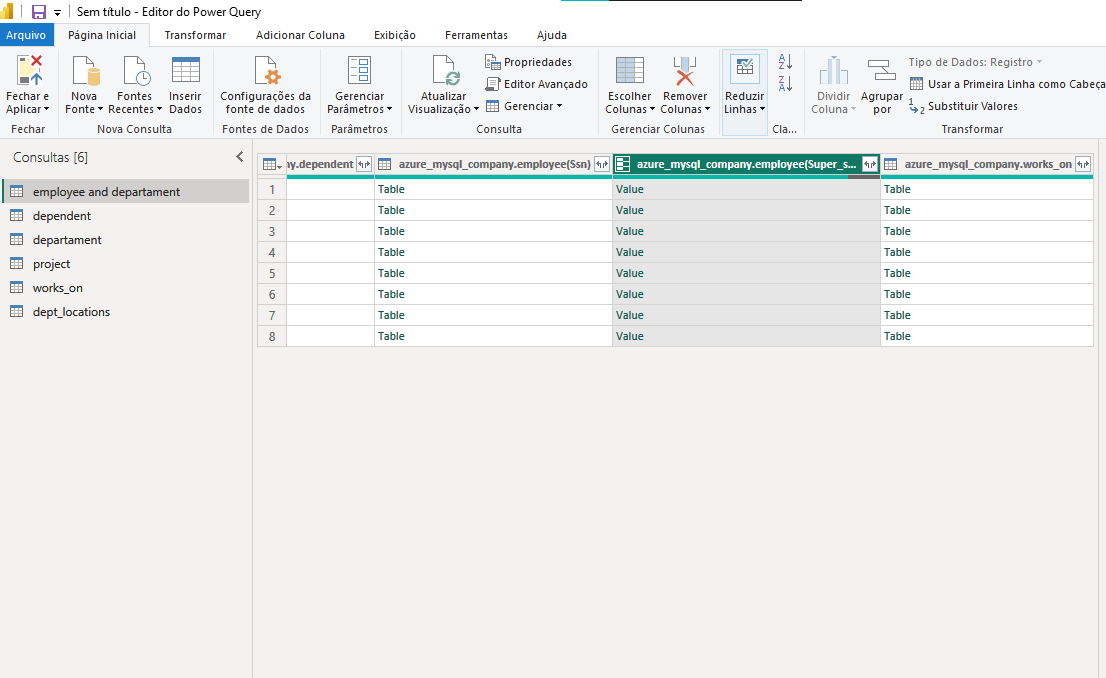 Sem título - Editor do Power Query
Arquivo Página Inicial Transformar Adicionar Coluna Exibição Ferramentas Ajuda
Fechar e Aplicar
Fechar
Nova Fonte
Fontes Recentes
Inserir Dados
Nova Consulta
Configurações da fonte de dados
Fontes de Dados
Gerenciar Parâmetros
Parâmetros
Atualizar Visualização
Propriedades
Editor Avançado
Gerenciar
Consulta
Escolher Colunas
Remover Colunas
Gerenciar Colunas
Reduzir Linhas
A
Z
Z
A
Cla...
Dividir Coluna
Agrupar por
Tipo de Dados: Registro
Usar a Primeira Linha como Cabeça
1
2
Substituir Valores
Transformar
Consultas [6]
employee and departament
dependent
departament
project
works_on
dept_locations
ny.dependent azure_mysql_company.employee(Ssn) azure_mysql_company.employee(Super_s... azure_mysql_company.works_on
1 Table Value Table
2 Table Value Table
3 Table Value Table
4 Table Value Table
5 Table Value Table
6 Table Value Table
7 Table Value Table
8 Table Value Table